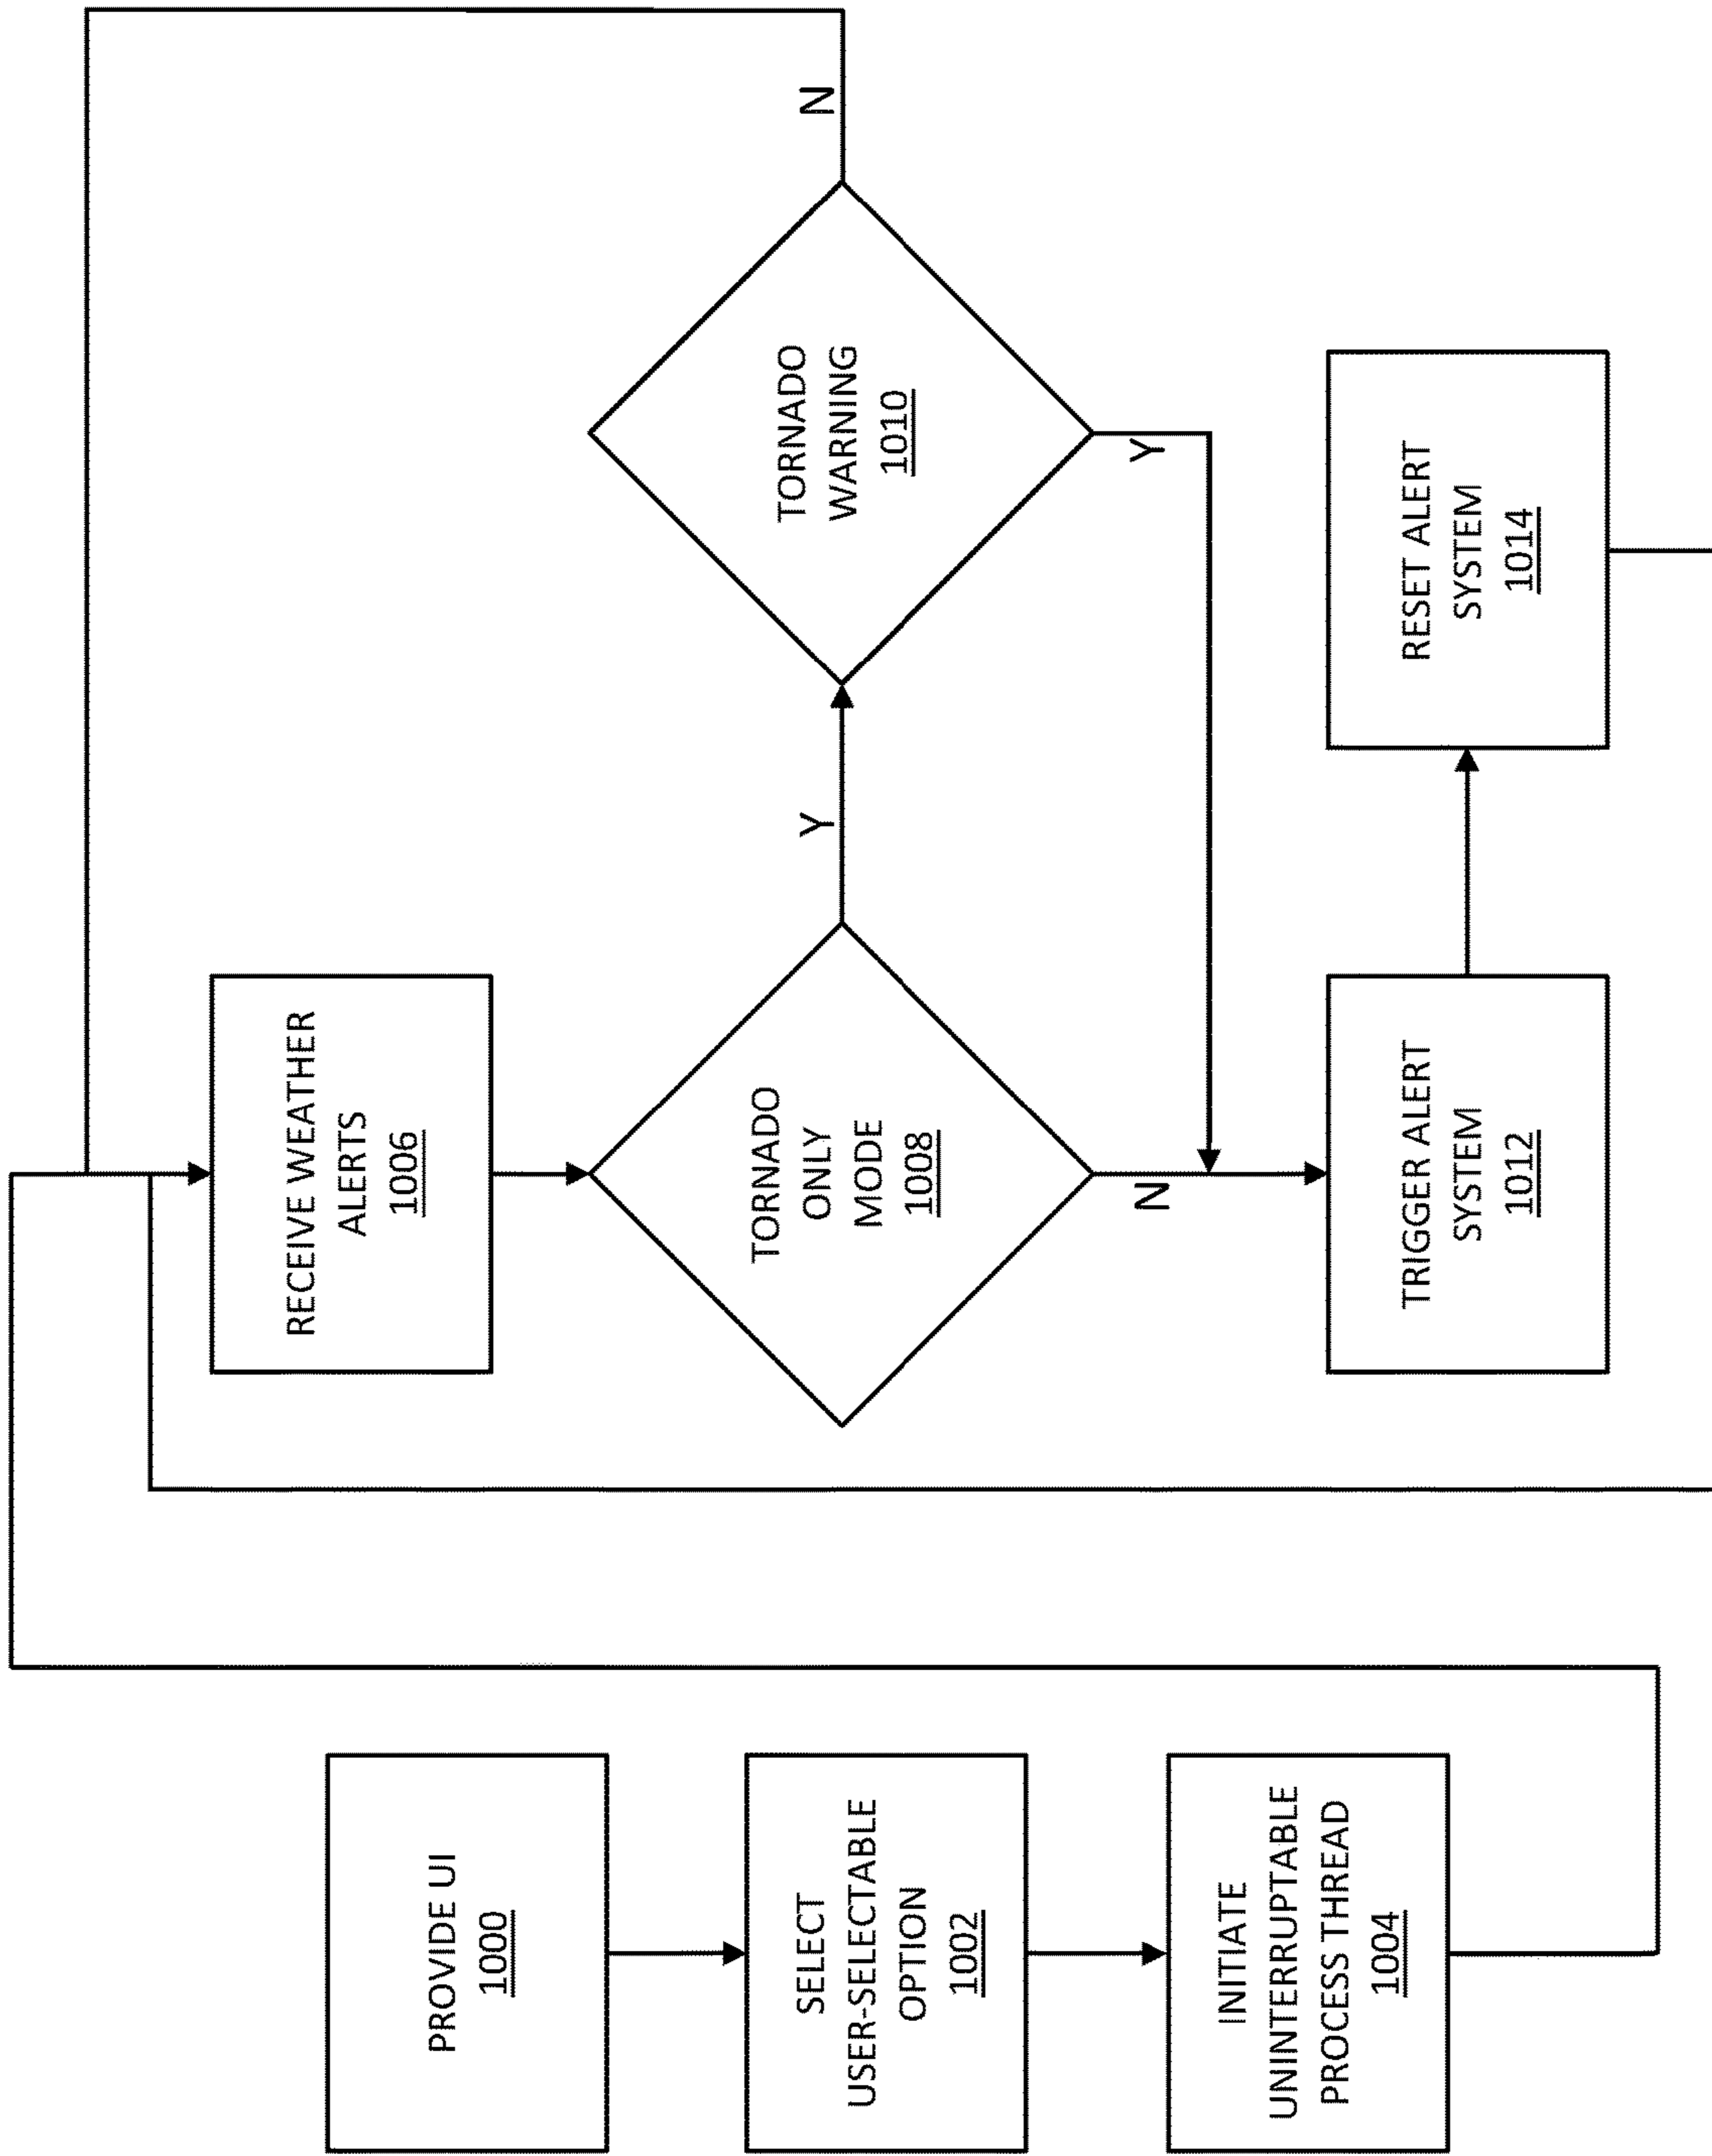 PROVIDE UI
1000
SELECT
USER-SELECTABLE
OPTION
1002
INITIATE
UNINTERRUPTABLE
PROCESS THREAD
1004
RECEIVE WEATHER
ALERTS
1006
TORNADO
ONLY
MODE
1008
Y
N
TORNADO
WARNING
1010
N
Y
TRIGGER ALERT
SYSTEM
1012
RESET ALERT
SYSTEM
1014